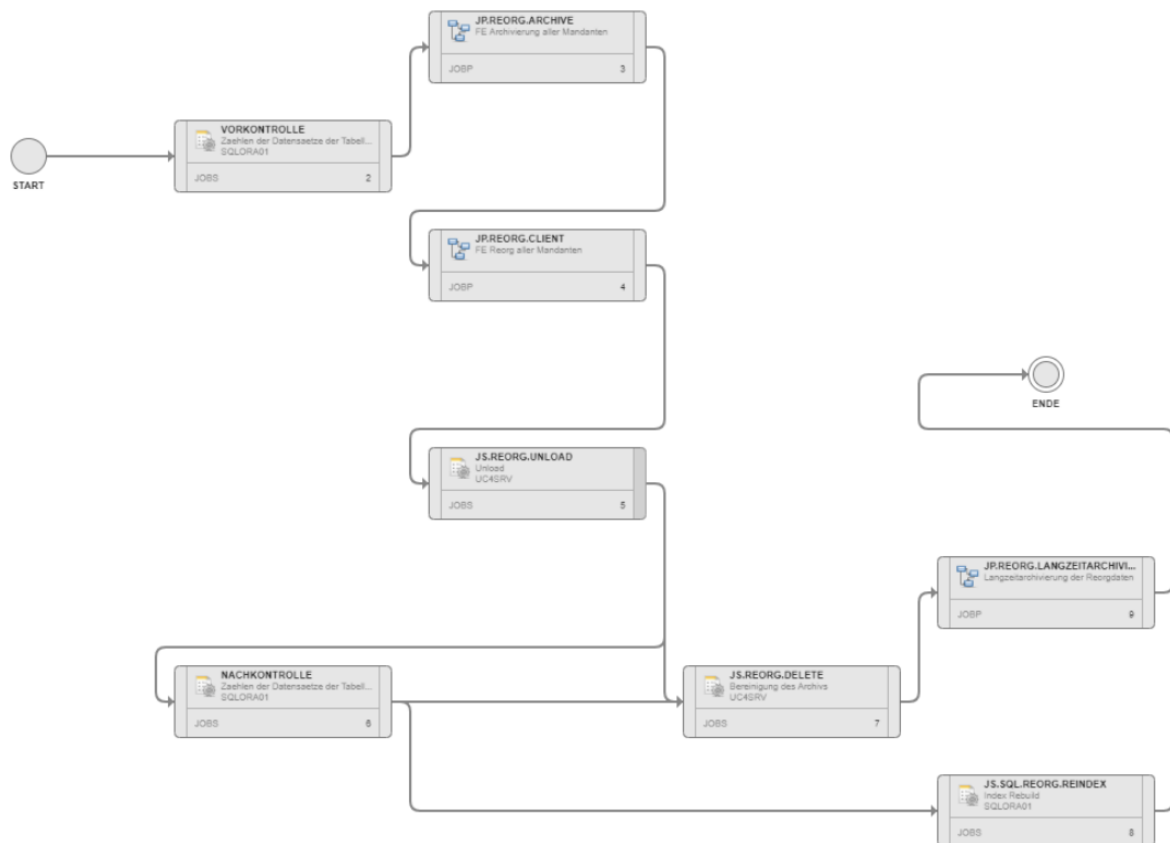 START
VORKONTROLLE
Zaehlen der Datensaetze der Tabell...
SQLORA01
JOBS 2
JP.REORG.ARCHIVE
FE Archivierung aller Mandanten
JOBP 3
JP.REORG.CLIENT
FE Reorg aller Mandanten
JOBP 4
JS.REORG.UNLOAD
Unload
UC4SRV
JOBS 5
NACHKONTROLLE
Zaehlen der Datensaetze der Tabell...
SQLORA01
JOBS 6
JS.REORG.DELETE
Bereinigung des Archivs
UC4SRV
JOBS 7
JP.REORG.LANGZEITARCHIVI...
Langzeitarchivierung der Reorgdaten
JOBP 9
JS.SQL.REORG.REINDEX
Index Rebuild
SQLORA01
JOBS 8
ENDE